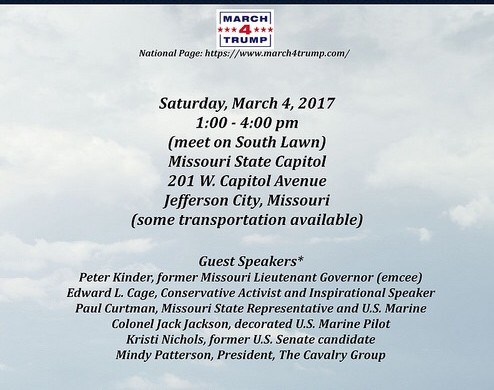 MARCH
4
TRUMP
National Page: https://www.march4trump.com/
Saturday, March 4, 2017
1:00 - 4:00 pm
(meet on South Lawn)
Missouri State Capitol
201 W. Capitol Avenue
Jefferson City, Missouri
(some transportation available)
Guest Speakers*
Peter Kinder, former Missouri Lieutenant Governor (emcee)
Edward L. Cage, Conservative Activist and Inspirational Speaker
Paul Curtman, Missouri State Representative and U.S. Marine
Colonel Jack Jackson, decorated U.S. Marine Pilot
Kristi Nichols, former U.S. Senate candidate
Mindy Patterson, President, The Cavalry Group